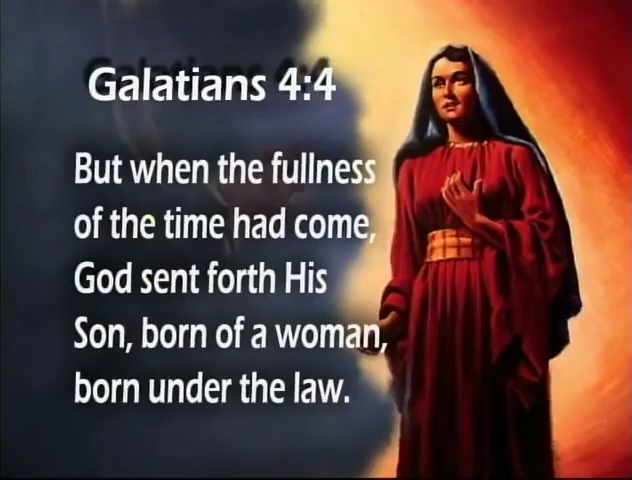 Galatians 4:4
But when the fullness
of the time had come,
God sent forth His
Son, born of a woman,
born under the law.